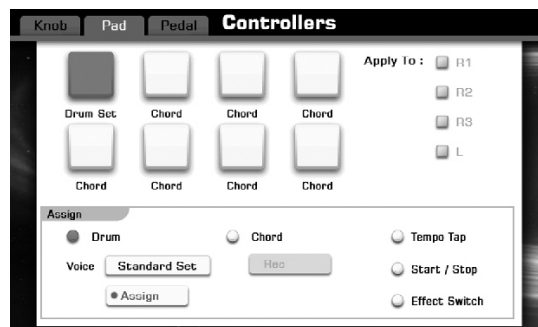 Knob Pad Pedal Controllers
Apply To : R1
R2
R3
L
Drum Set Chord Chord Chord
Chord Chord Chord Chord
Assign
Drum Chord Tempo Tap
Voice Standard Set Rec Start / Stop
Assign Effect Switch